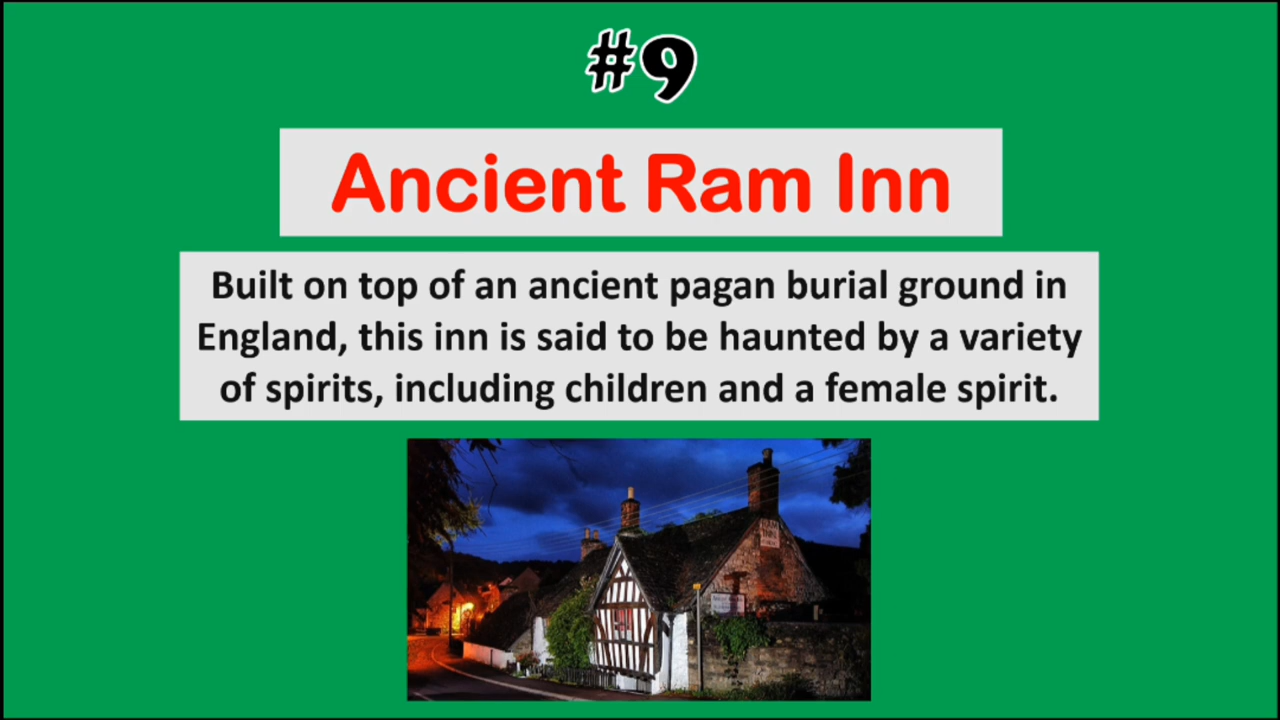 #9
Ancient Ram Inn
Built on top of an ancient pagan burial ground in
England, this inn is said to be haunted by a variety
of spirits, including children and a female spirit.